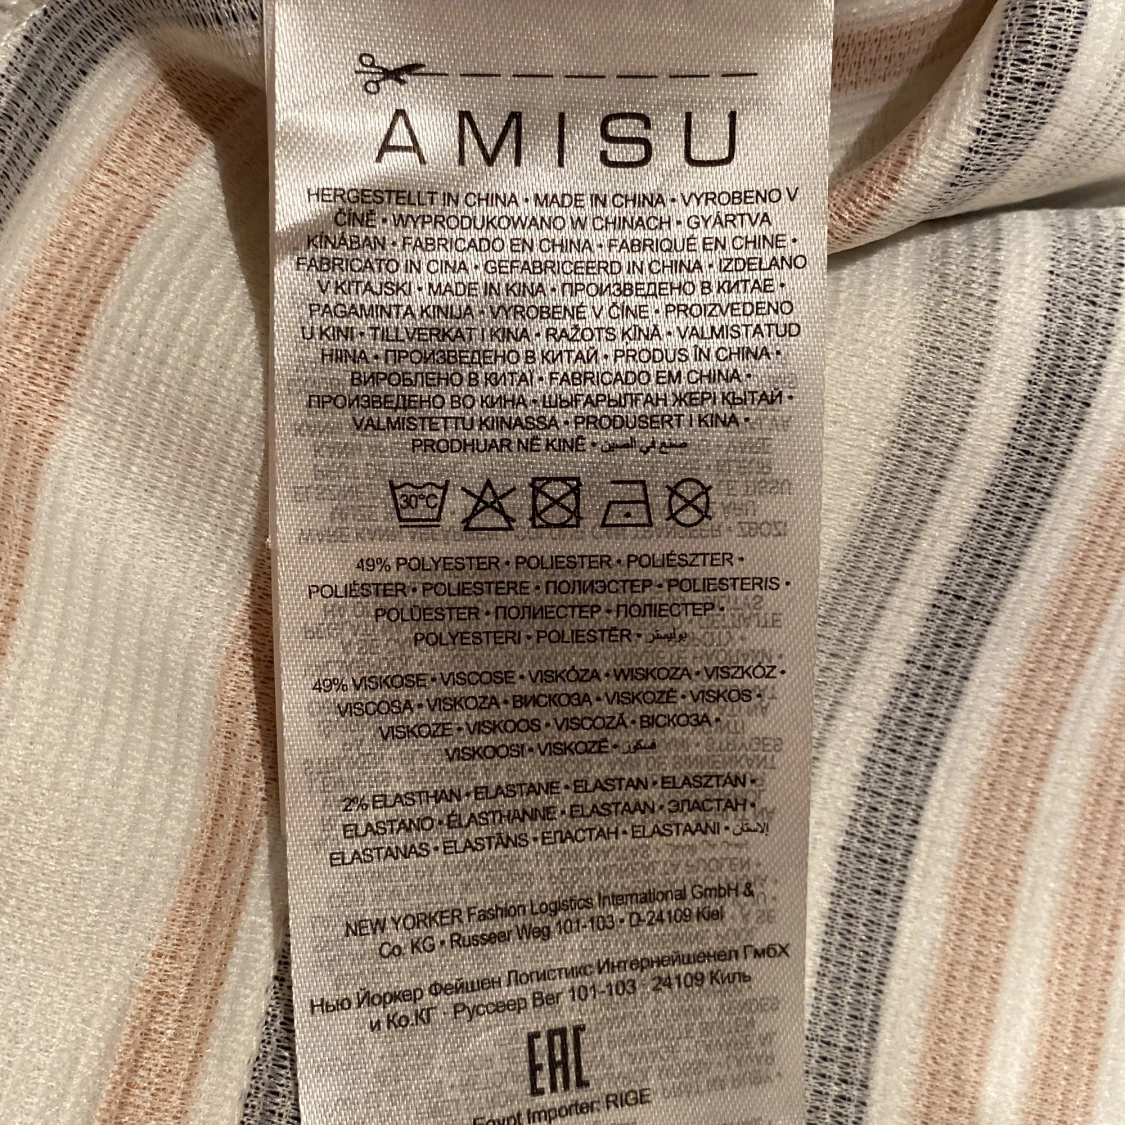 AMISU
HERGESTELLT IN CHINA • MADE IN CHINA • VYROBENO V
ČÍNĚ • WYPRODUKOWANO W CHINACH • GYÁRTVA
KÍNÁBAN • FABRICADO EN CHINA • FABRIQUÉ EN CHINE •
FABRICATO IN CINA • GEFABRICEERD IN CHINA • IZDELANO
V KITAJSKI • MADE IN KINA • ПРОИЗВЕДЕНО В КИТАЕ •
PAGAMINTA KINIJA • VYROBENÉ V ČÍNE • PROIZVEDENO
U KINI • TILLVERKAT I KINA • RAŽOTS ĶĪNĀ • VALMISTATUD
HIINA • ПРОИЗВЕДЕНО В КИТАЙ • PRODUS ÎN CHINA •
ВИРОБЛЕНО В КИТАЇ • FABRICADO EM CHINA •
ПРОИЗВЕДЕНО ВО КИНА • ШЫҒАРЫЛҒАН ЖЕРІ ҚЫТАЙ •
VALMISTETTU KIINASSA • PRODUSERT I KINA •
PRODHUAR NË KINË • صنع في الصين
30°C
49% POLYESTER • POLIESTER • POLIÉSZTER •
POLIÉSTER • POLIESTERE • ПОЛИЭСТЕР • POLIESTERIS •
POLÜESTER • ПОЛИЕСТЕР • ПОЛІЕСТЕР •
POLYESTERI • POLIESTËR • بوليستر
49% VISKOSE • VISCOSE • VISKÓZA • WISKOZA • VISZKÓZ •
VISCOSA • VISKOZA • ВИСКОЗА • VISKOZĖ • VISKOS •
VISKOZE • VISKOOS • VISCOZĂ • ВІСКОЗА •
VISKOOSI • VISKOZË • فسكوز
2% ELASTHAN • ELASTANE • ELASTAN • ELASZTÁN •
ELASTANO • ÉLASTHANNE • ELASTAAN • ЭЛАСТАН •
ELASTANAS • ELASTĀNS • ЕЛАСТАН • ELASTAANI • الاستان
NEW YORKER Fashion Logistics International GmbH &
Co. KG • Russeer Weg 101-103 • D-24109 Kiel
Нью Йоркер Фейшен Логистикс Интернейшенел ГмбХ
и Ко.КГ · Руссеер Вег 101-103 · 24109 Киль
EAC
Egypt Importer: RIGE